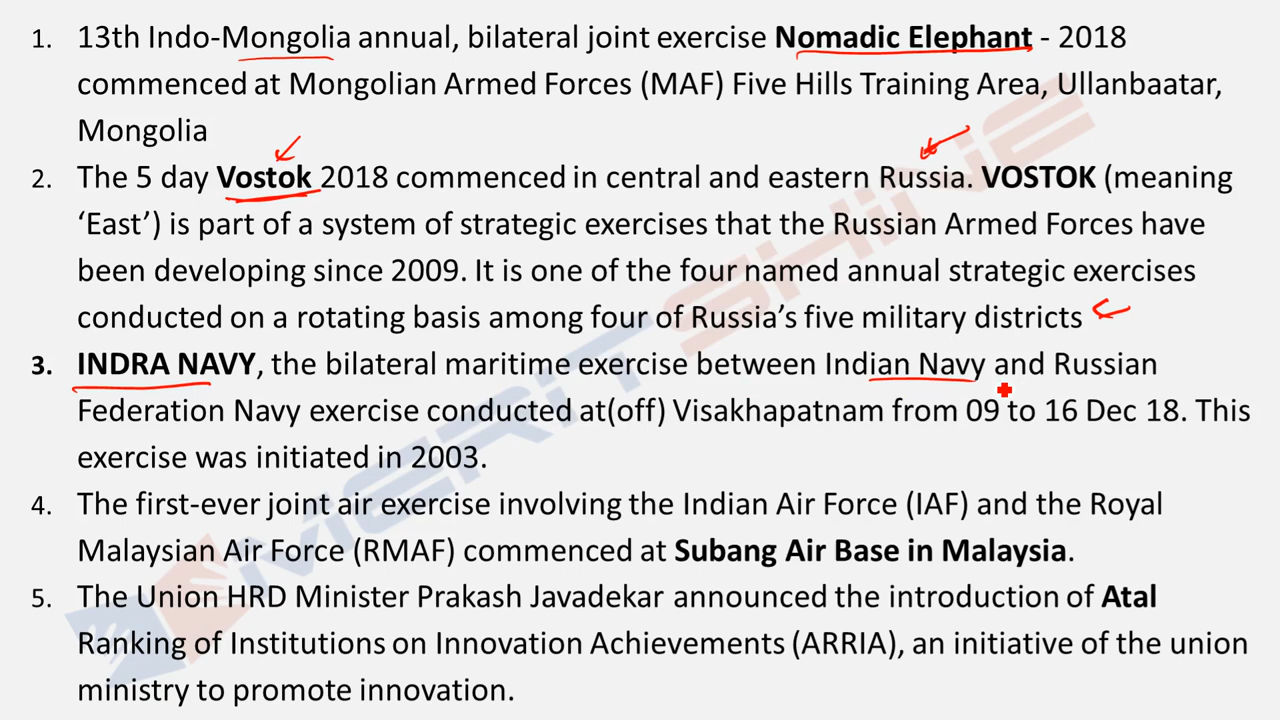 1. 13th Indo-Mongolia annual, bilateral joint exercise Nomadic Elephant - 2018
commenced at Mongolian Armed Forces (MAF) Five Hills Training Area, Ullanbaatar,
Mongolia
2. The 5 day Vostok 2018 commenced in central and eastern Russia. VOSTOK (meaning
‘East’) is part of a system of strategic exercises that the Russian Armed Forces have
been developing since 2009. It is one of the four named annual strategic exercises
conducted on a rotating basis among four of Russia’s five military districts
3. INDRA NAVY, the bilateral maritime exercise between Indian Navy and Russian
Federation Navy exercise conducted at(off) Visakhapatnam from 09 to 16 Dec 18. This
exercise was initiated in 2003.
4. The first-ever joint air exercise involving the Indian Air Force (IAF) and the Royal
Malaysian Air Force (RMAF) commenced at Subang Air Base in Malaysia.
5. The Union HRD Minister Prakash Javadekar announced the introduction of Atal
Ranking of Institutions on Innovation Achievements (ARRIA), an initiative of the union
ministry to promote innovation.
MERIT SHINE